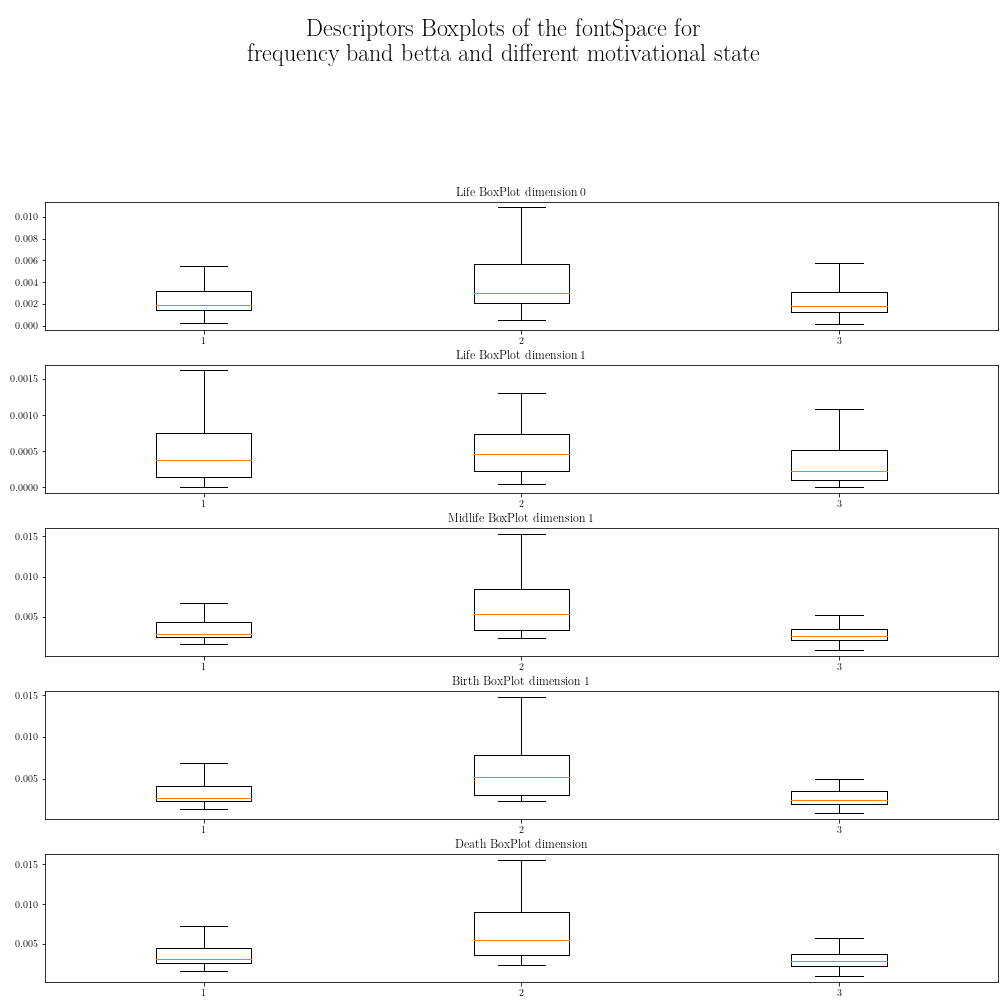 Descriptors Boxplots of the fontSpace for
frequency band betta and different motivational state
Life BoxPlot dimension 0
0.010
0.008
0.006
0.004
0.002
0.000
1 2 3
Life BoxPlot dimension 1
0.0015
0.0010
0.0005
0.0000
1 2 3
Midlife BoxPlot dimension 1
0.015
0.010
0.005
1 2 3
Birth BoxPlot dimension 1
0.015
0.010
0.005
1 2 3
Death BoxPlot dimension
0.015
0.010
0.005
1 2 3